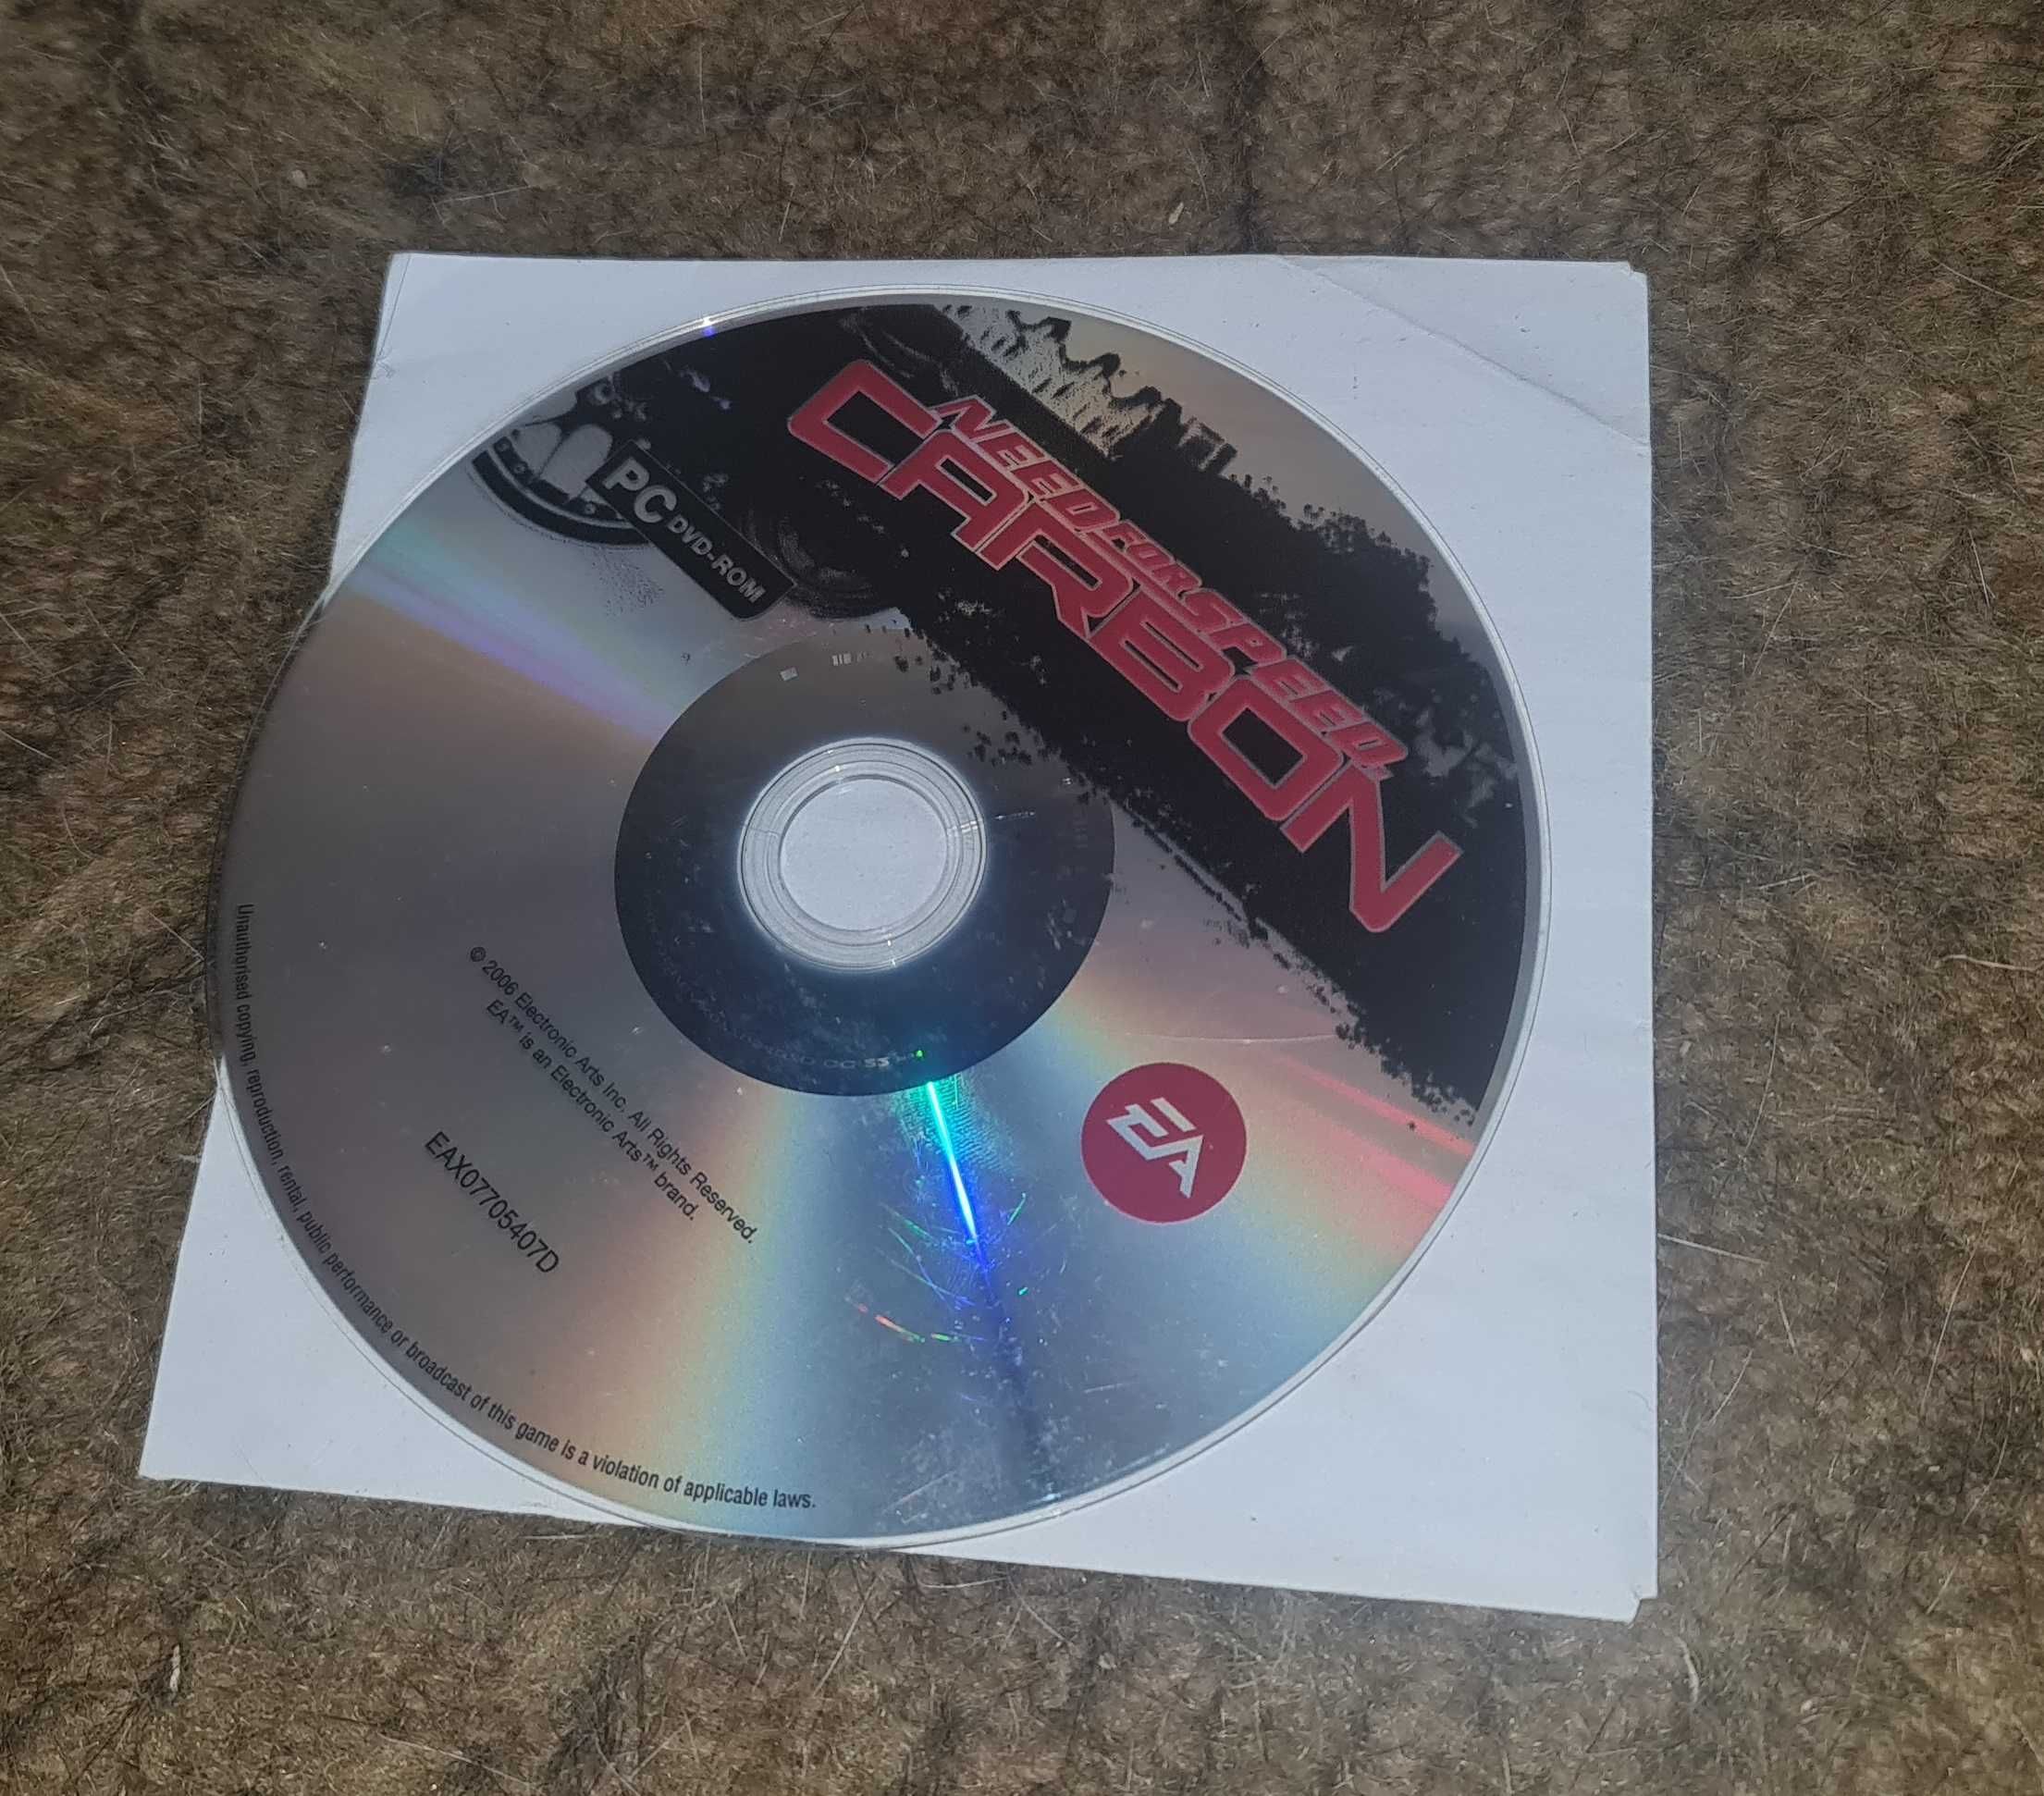 NEED FOR SPEED
CARBON
PC DVD-ROM
EA
© 2006 Electronic Arts Inc. All Rights Reserved.
EA™ is an Electronic Arts™ brand.
EAX07705407D
Unauthorised copying, reproduction, rental, public performance or broadcast of this game is a violation of applicable laws.